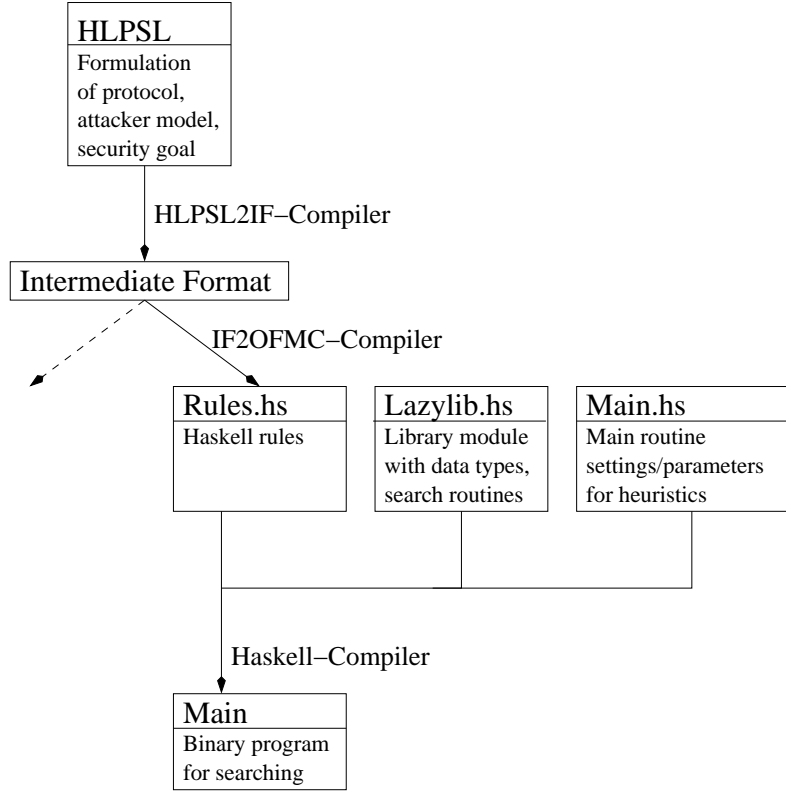 HLPSL
Formulation
of protocol,
attacker model,
security goal
HLPSL2IF−Compiler
Intermediate Format
IF2OFMC−Compiler
Rules.hs
Haskell rules
Lazylib.hs
Library module
with data types,
search routines
Main.hs
Main routine
settings/parameters
for heuristics
Haskell−Compiler
Main
Binary program
for searching